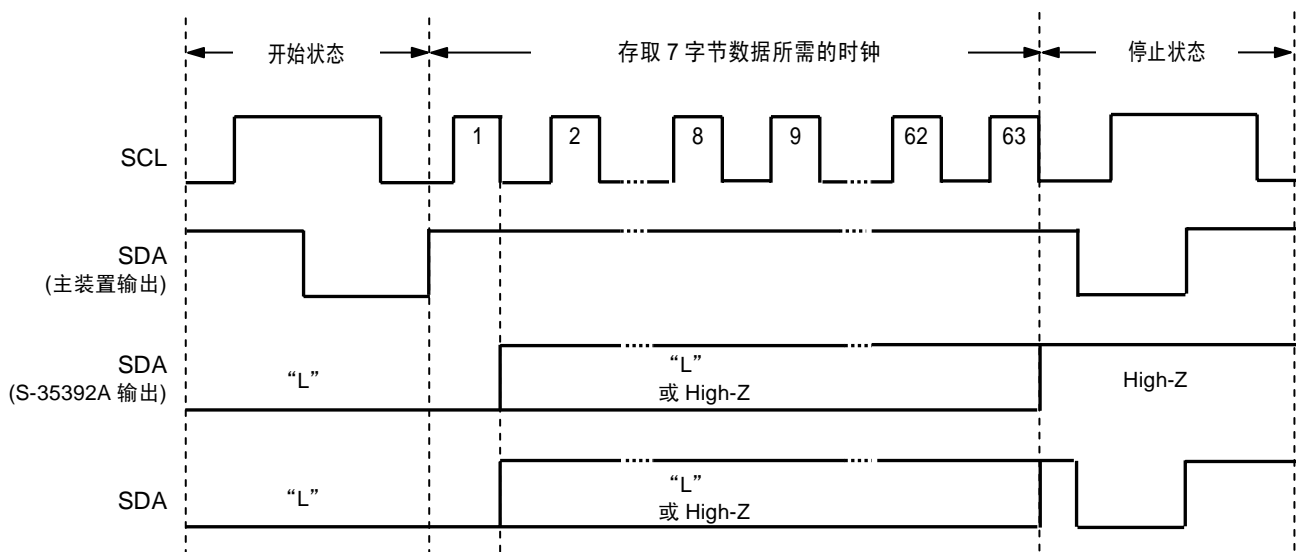 开始状态
存取 7 字节数据所需的时钟
停止状态
SCL
1
2
8
9
62
63
SDA
(主装置输出)
SDA
(S-35392A 输出)
“L”
“L”
或 High-Z
High-Z
SDA
“L”
“L”
或 High-Z